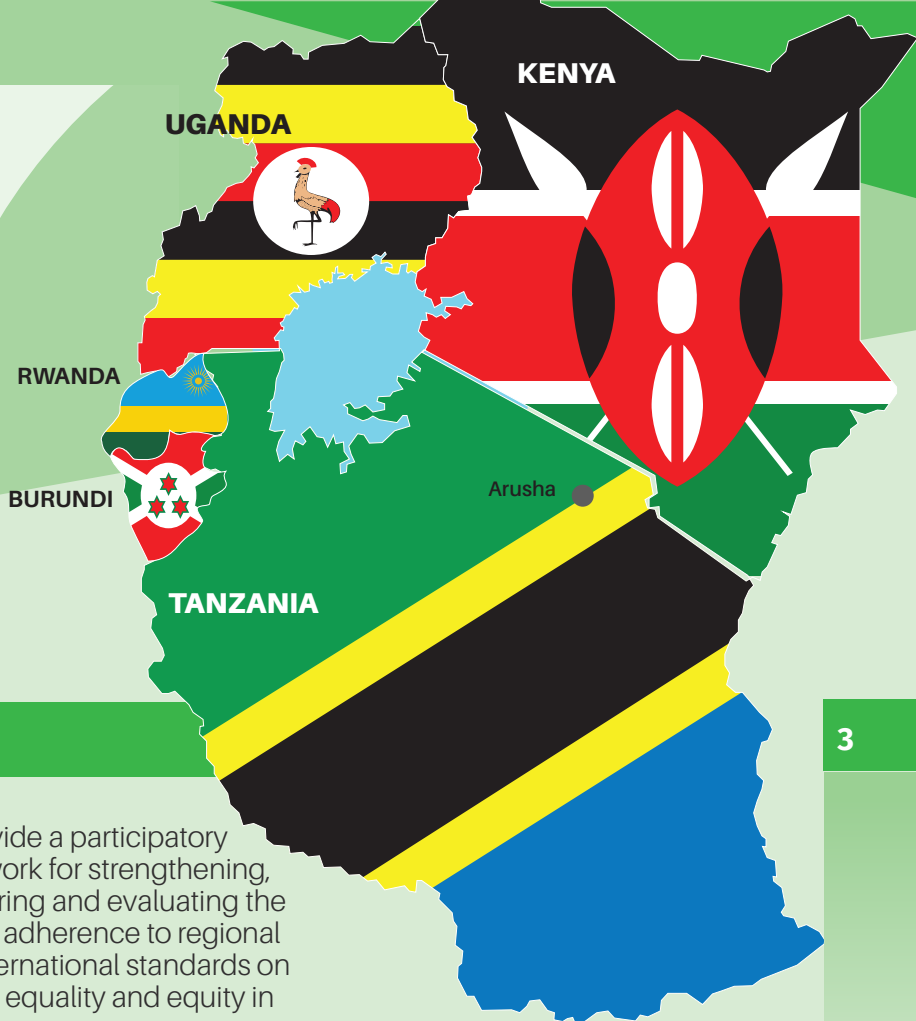 KENYA
UGANDA
RWANDA
BURUNDI
Arusha
TANZANIA
3
vide a participatory
work for strengthening,
ring and evaluating the
adherence to regional
ernational standards on
equality and equity in